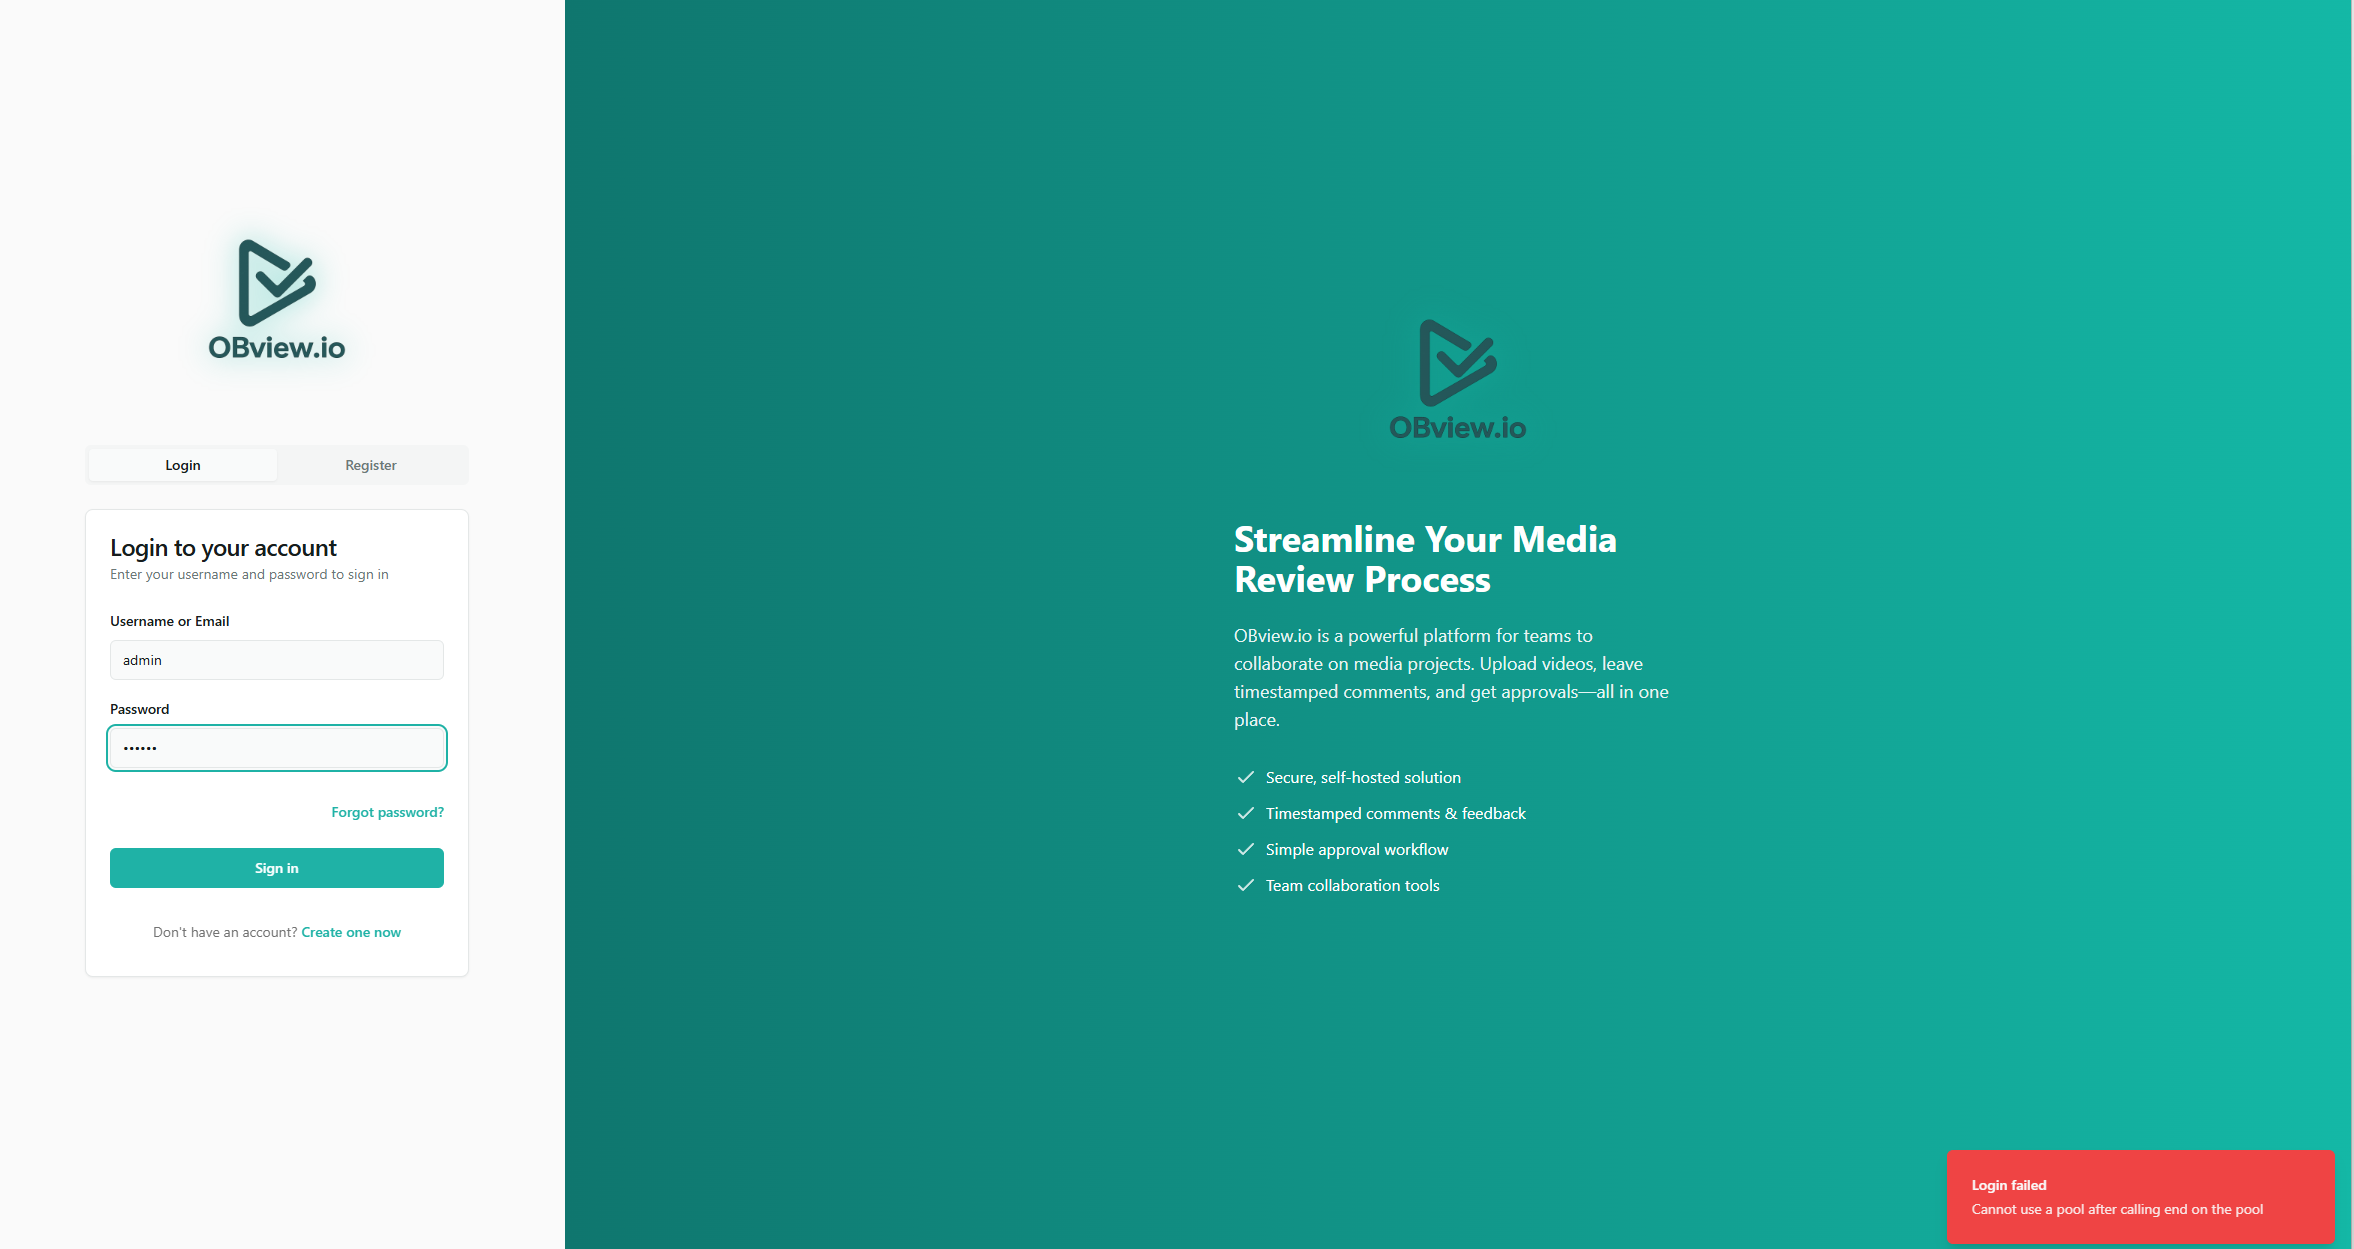 OBview.io
Login
Register
Login to your account
Enter your username and password to sign in
Username or Email
admin
Password
••••••
Forgot password?
Sign in
Don't have an account? Create one now
OBview.io
Streamline Your Media
Review Process
OBview.io is a powerful platform for teams to
collaborate on media projects. Upload videos, leave
timestamped comments, and get approvals—all in one
place.
Secure, self-hosted solution
Timestamped comments & feedback
Simple approval workflow
Team collaboration tools
Login failed
Cannot use a pool after calling end on the pool